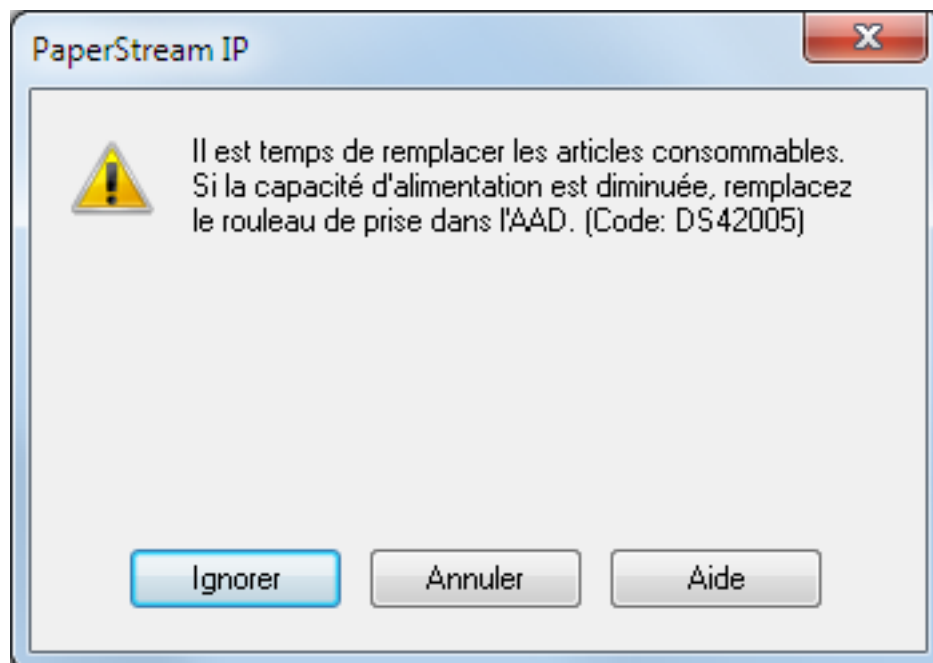 PaperStream IP
Il est temps de remplacer les articles consommables.
Si la capacité d'alimentation est diminuée, remplacez
le rouleau de prise dans l'AAD. (Code: DS42005)
Ignorer
Annuler
Aide